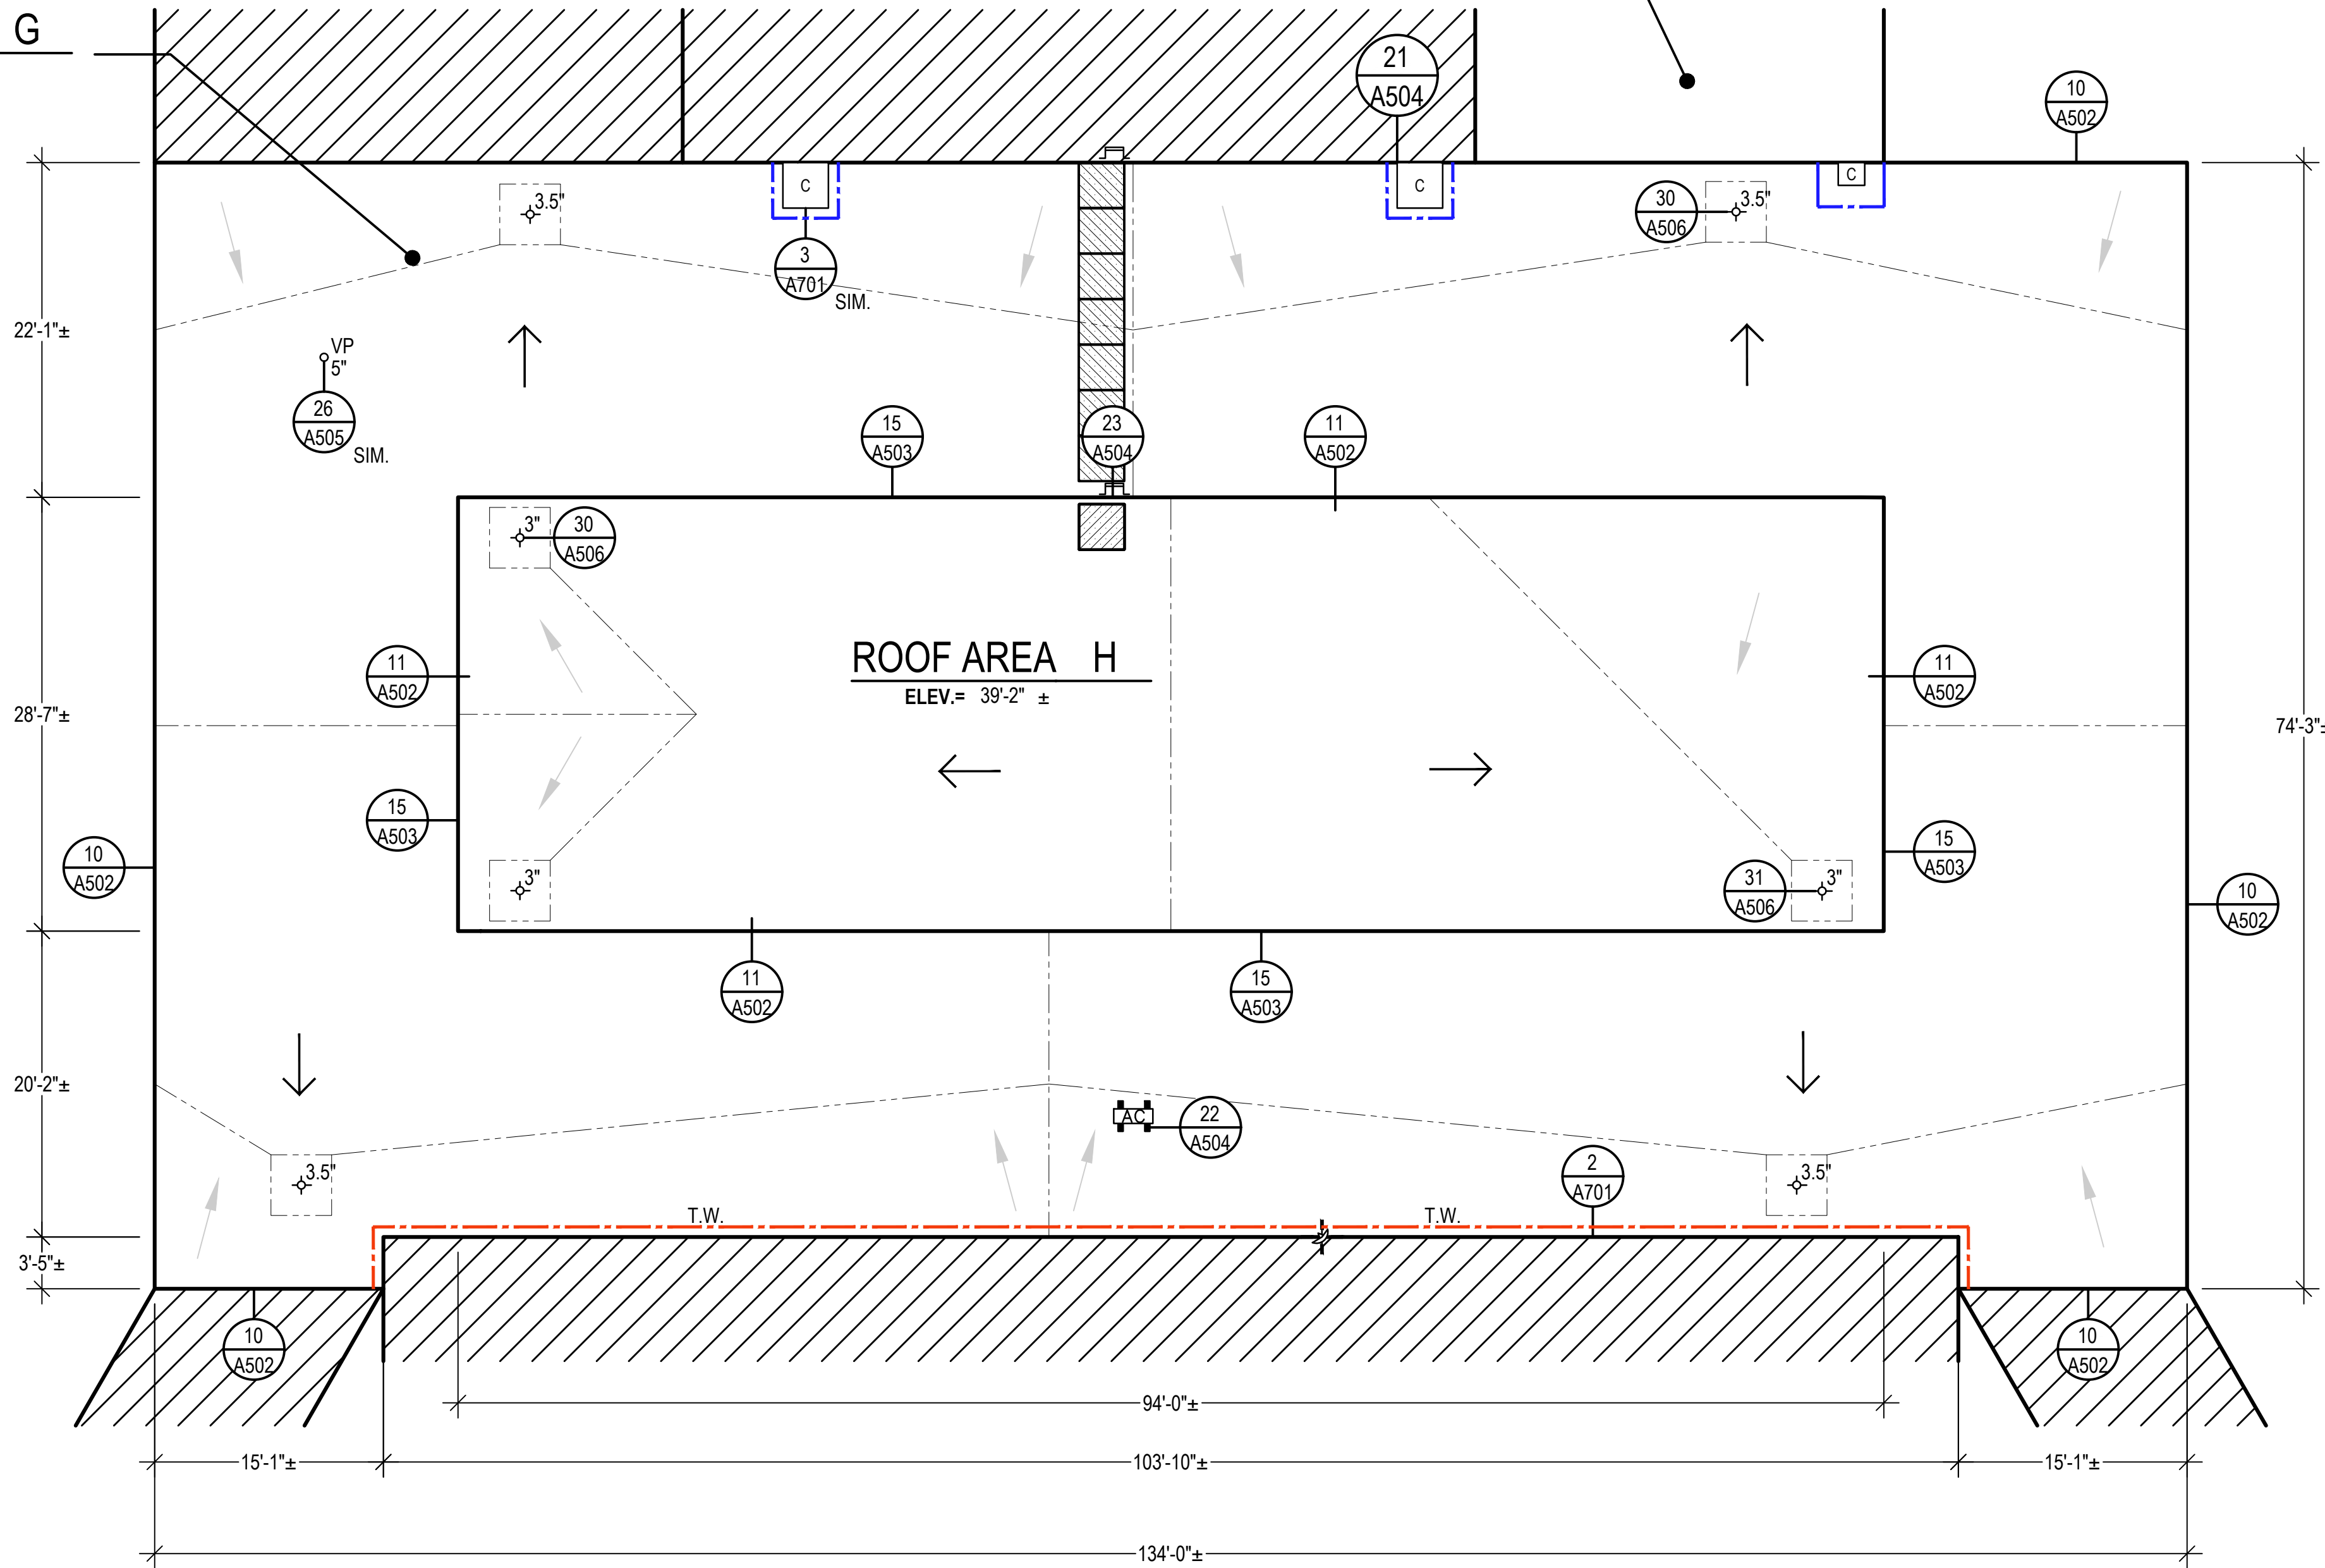 G
21
A504
10
A502
C
C
C
3.5"
30
A506
3.5"
3
A701
SIM.
22'-1"±
VP
5"
26
A505
SIM.
15
A503
23
A504
11
A502
3"
30
A506
ROOF AREA H
ELEV.= 39'-2" ±
11
A502
11
A502
28'-7"±
74'-3"±
15
A503
15
A503
10
A502
3"
31
A506
3"
10
A502
11
A502
15
A503
20'-2"±
AC
22
A504
3.5"
2
A701
3.5"
T.W.
T.W.
3'-5"±
10
A502
10
A502
94'-0"±
15'-1"±
103'-10"±
15'-1"±
134'-0"±